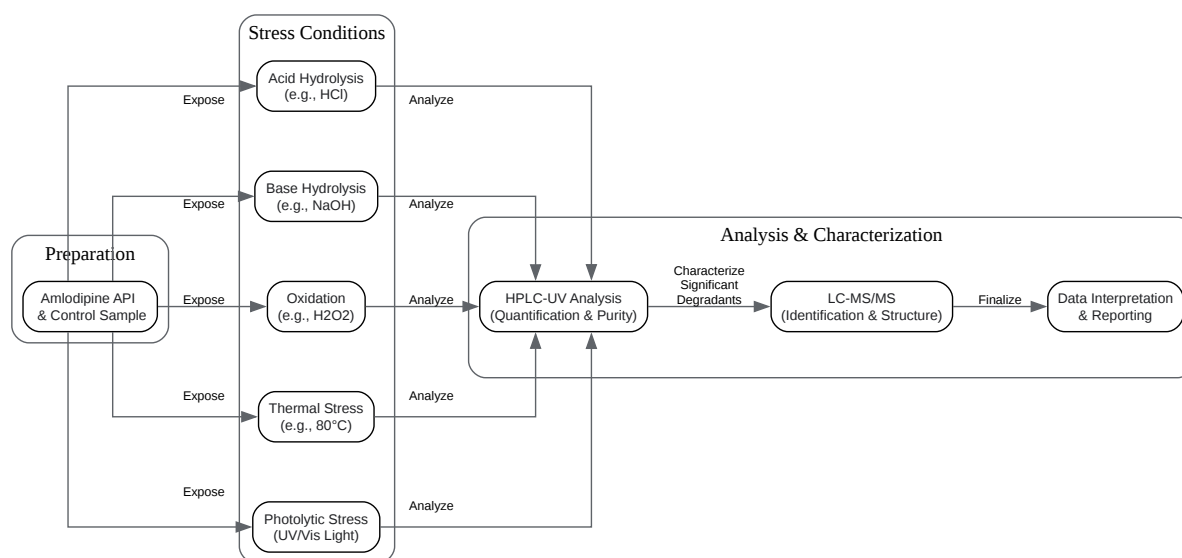 Stress Conditions
Acid Hydrolysis
(e.g., HCl)
Expose
Analyze
Base Hydrolysis
(e.g., NaOH)
Expose
Analyze
Preparation
Amlodipine API
& Control Sample
Expose
Oxidation
(e.g., H2O2)
Analyze
Analysis & Characterization
HPLC-UV Analysis
(Quantification & Purity)
Characterize
Significant
Degradants
LC-MS/MS
(Identification & Structure)
Finalize
Data Interpretation
& Reporting
Expose
Thermal Stress
(e.g., 80°C)
Analyze
Expose
Photolytic Stress
(UV/Vis Light)
Analyze